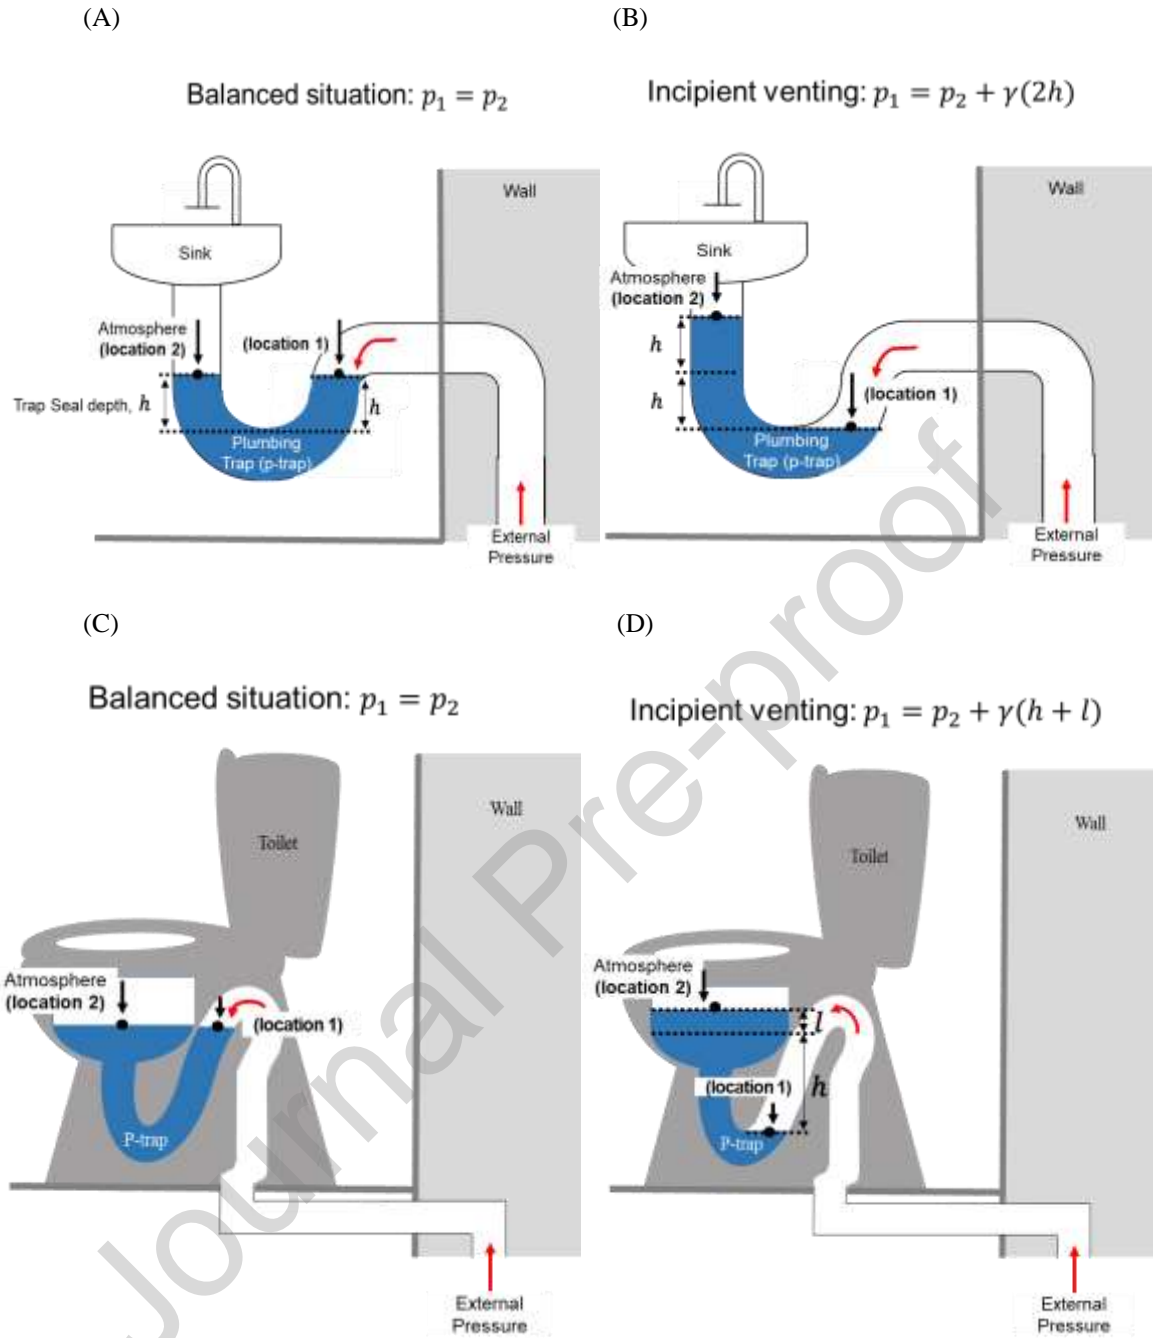 (A)
Balanced situation: p₁ = p₂
Wall
Sink
Atmosphere
(location 2)
(location 1)
Trap Seal depth, h
h
Plumbing
Trap (p-trap)
External
Pressure
(B)
Incipient venting: p₁ = p₂ + γ(2h)
Wall
Sink
Atmosphere
(location 2)
h
h
(location 1)
Plumbing
Trap (p-trap)
External
Pressure
(C)
Balanced situation: p₁ = p₂
Wall
Toilet
Atmosphere
(location 2)
(location 1)
P-trap
External
Pressure
(D)
Incipient venting: p₁ = p₂ + γ(h + l)
Wall
Toilet
Atmosphere
(location 2)
l
(location 1)
h
P-trap
External
Pressure
Journal Pre-proof